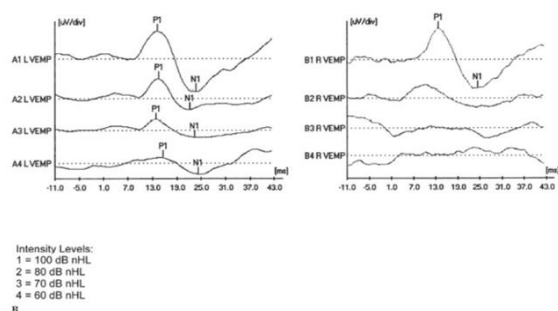 [uV/div]
P1
A1 L VEMP
N1
P1
A2 L VEMP
N1
P1
A3 L VEMP
N1
P1
A4 L VEMP
N1
[ms]
-11.0 -5.0 1.0 7.0 13.0 19.0 25.0 31.0 37.0 43.0
[uV/div]
P1
B1 R VEMP
N1
B2 R VEMP
B3 R VEMP
B4 R VEMP
[ms]
-11.0 -5.0 1.0 7.0 13.0 19.0 25.0 31.0 37.0 43.0
Intensity Levels:
1 = 100 dB nHL
2 = 80 dB nHL
3 = 70 dB nHL
4 = 60 dB nHL
B